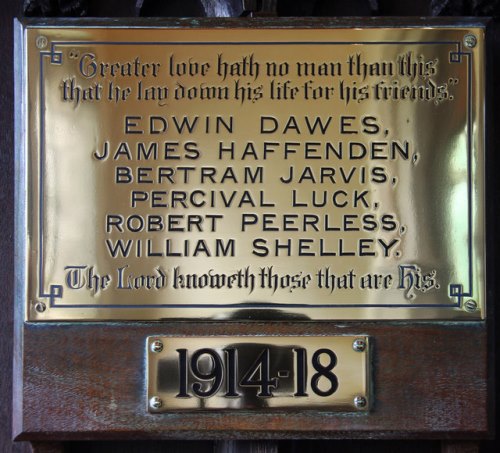 "Greater love hath no man than this
that he lay down his life for his friends."
EDWIN DAWES,
JAMES HAFFENDEN,
BERTRAM JARVIS,
PERCIVAL LUCK,
ROBERT PEERLESS,
WILLIAM SHELLEY.
The Lord knoweth those that are His.
1914-18